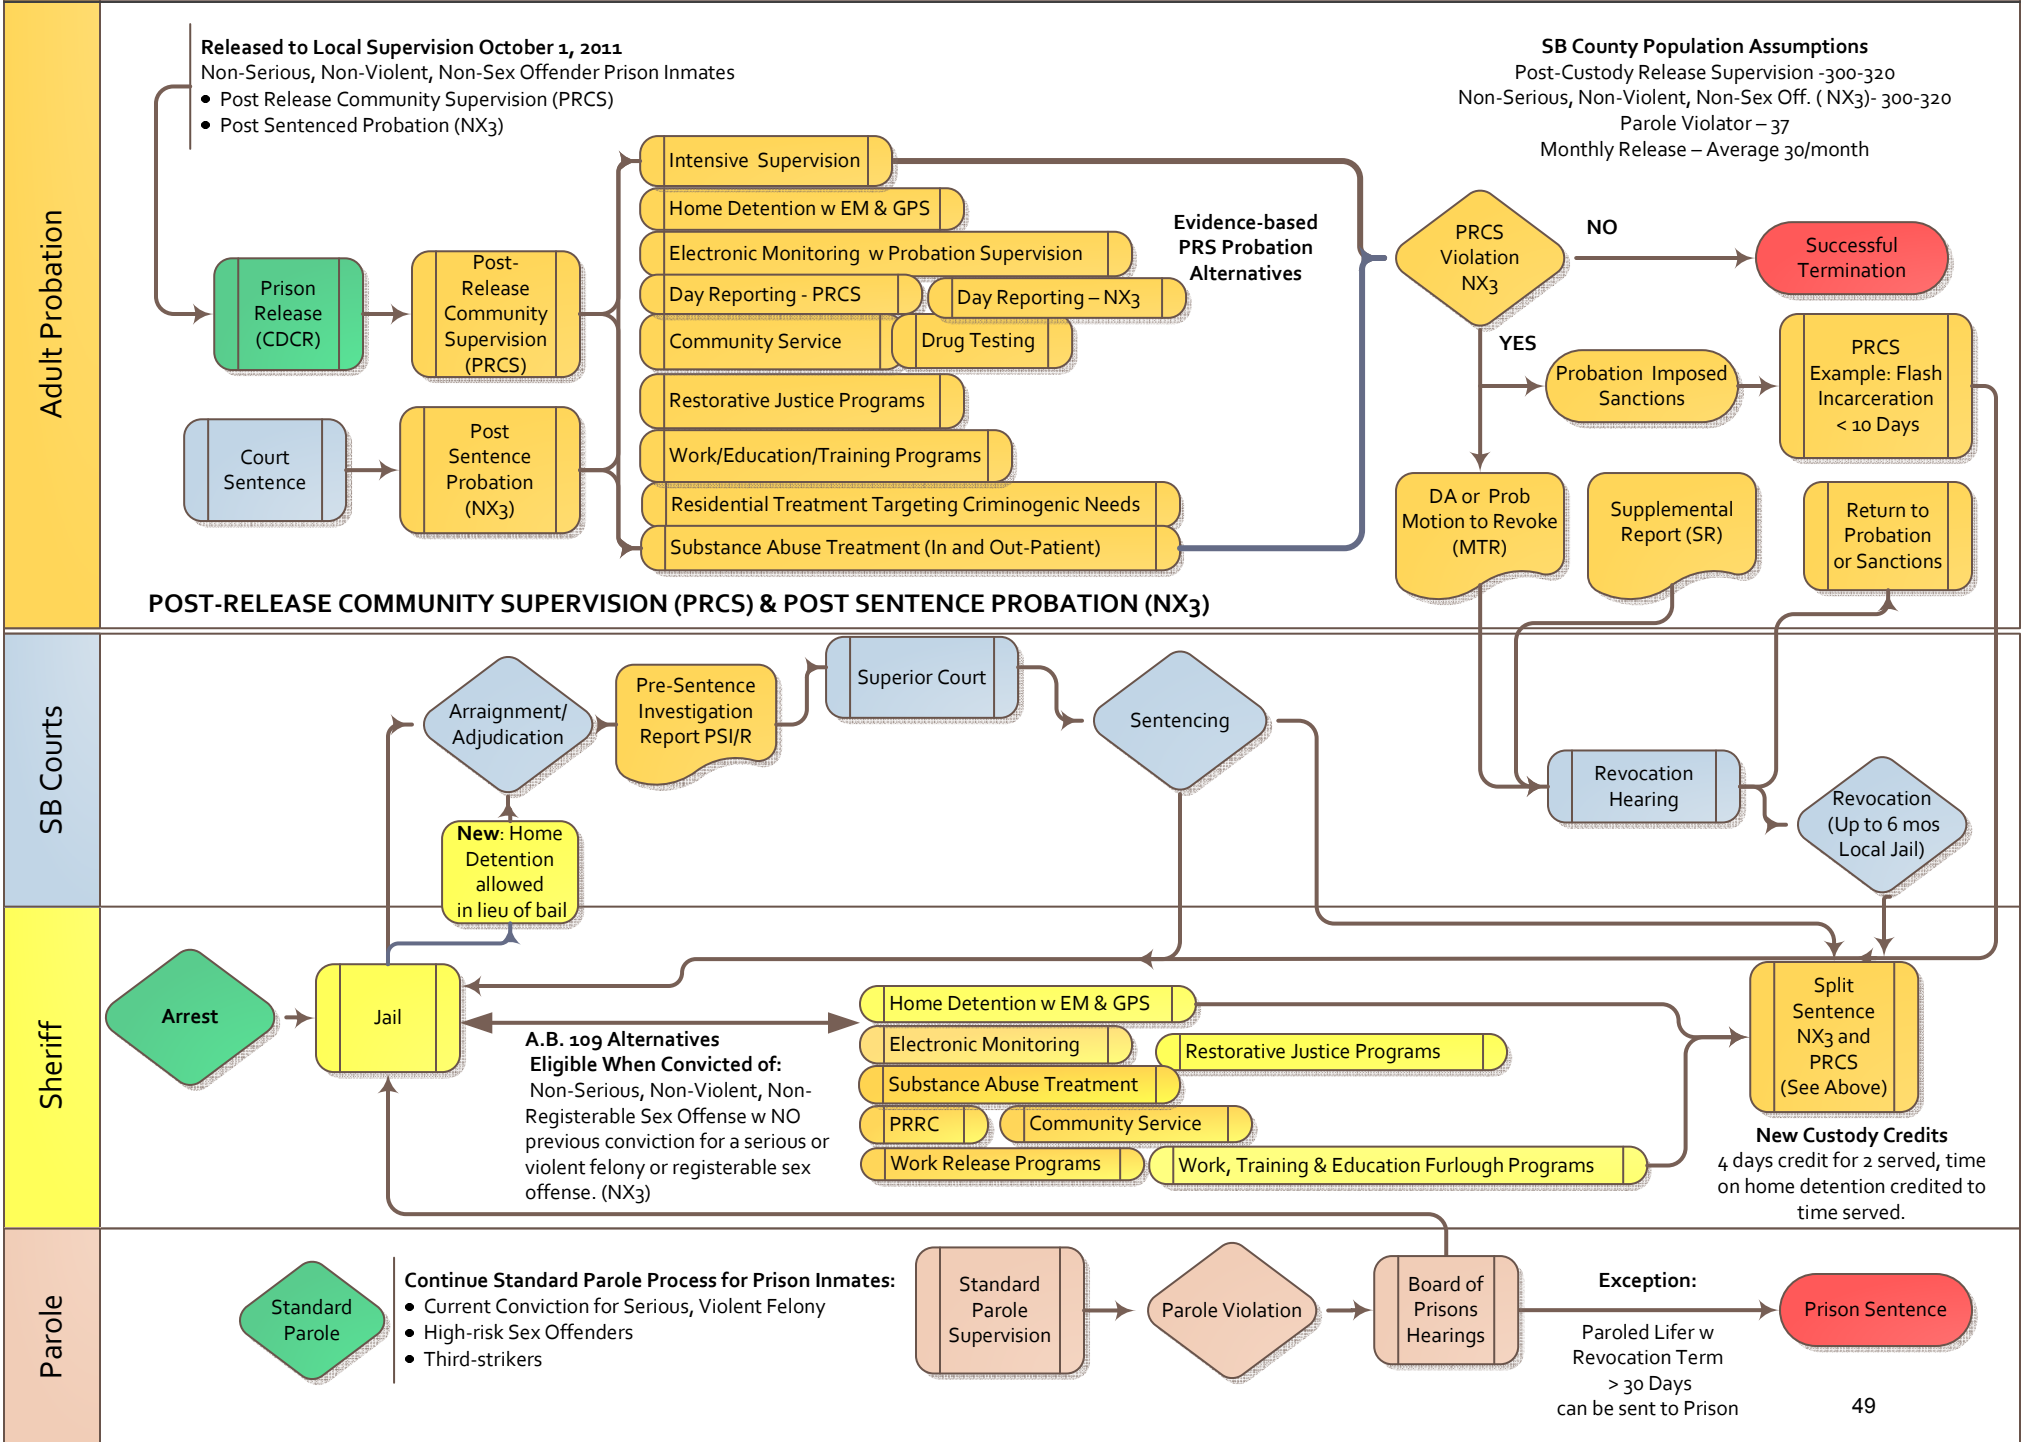 Adult Probation
Released to Local Supervision October 1, 2011
Non-Serious, Non-Violent, Non-Sex Offender Prison Inmates
• Post Release Community Supervision (PRCS)
• Post Sentenced Probation (NX3)
SB County Population Assumptions
Post-Custody Release Supervision -300-320
Non-Serious, Non-Violent, Non-Sex Off. ( NX3)- 300-320
Parole Violator – 37
Monthly Release – Average 30/month
Prison
Release
(CDCR)
Post-
Release
Community
Supervision
(PRCS)
Court
Sentence
Post
Sentence
Probation
(NX3)
Intensive Supervision
Home Detention w EM & GPS
Electronic Monitoring w Probation Supervision
Day Reporting - PRCS
Day Reporting – NX3
Community Service
Drug Testing
Restorative Justice Programs
Work/Education/Training Programs
Residential Treatment Targeting Criminogenic Needs
Substance Abuse Treatment (In and Out-Patient)
Evidence-based
PRS Probation
Alternatives
PRCS
Violation
NX3
NO
Successful
Termination
YES
Probation Imposed
Sanctions
PRCS
Example: Flash
Incarceration
< 10 Days
DA or Prob
Motion to Revoke
(MTR)
Supplemental
Report (SR)
Return to
Probation
or Sanctions
POST-RELEASE COMMUNITY SUPERVISION (PRCS) & POST SENTENCE PROBATION (NX3)
SB Courts
Arraignment/
Adjudication
Pre-Sentence
Investigation
Report PSI/R
Superior Court
Sentencing
Revocation
Hearing
Revocation
(Up to 6 mos
Local Jail)
New: Home
Detention
allowed
in lieu of bail
Sheriff
Arrest
Jail
A.B. 109 Alternatives
Eligible When Convicted of:
Non-Serious, Non-Violent, Non-
Registerable Sex Offense w NO
previous conviction for a serious or
violent felony or registerable sex
offense. (NX3)
Home Detention w EM & GPS
Electronic Monitoring
Restorative Justice Programs
Substance Abuse Treatment
PRRC
Community Service
Work Release Programs
Work, Training & Education Furlough Programs
Split
Sentence
NX3 and
PRCS
(See Above)
New Custody Credits
4 days credit for 2 served, time
on home detention credited to
time served.
Parole
Standard
Parole
Continue Standard Parole Process for Prison Inmates:
• Current Conviction for Serious, Violent Felony
• High-risk Sex Offenders
• Third-strikers
Standard
Parole
Supervision
Parole Violation
Board of
Prisons
Hearings
Exception:
Paroled Lifer w
Revocation Term
> 30 Days
can be sent to Prison
Prison Sentence
49